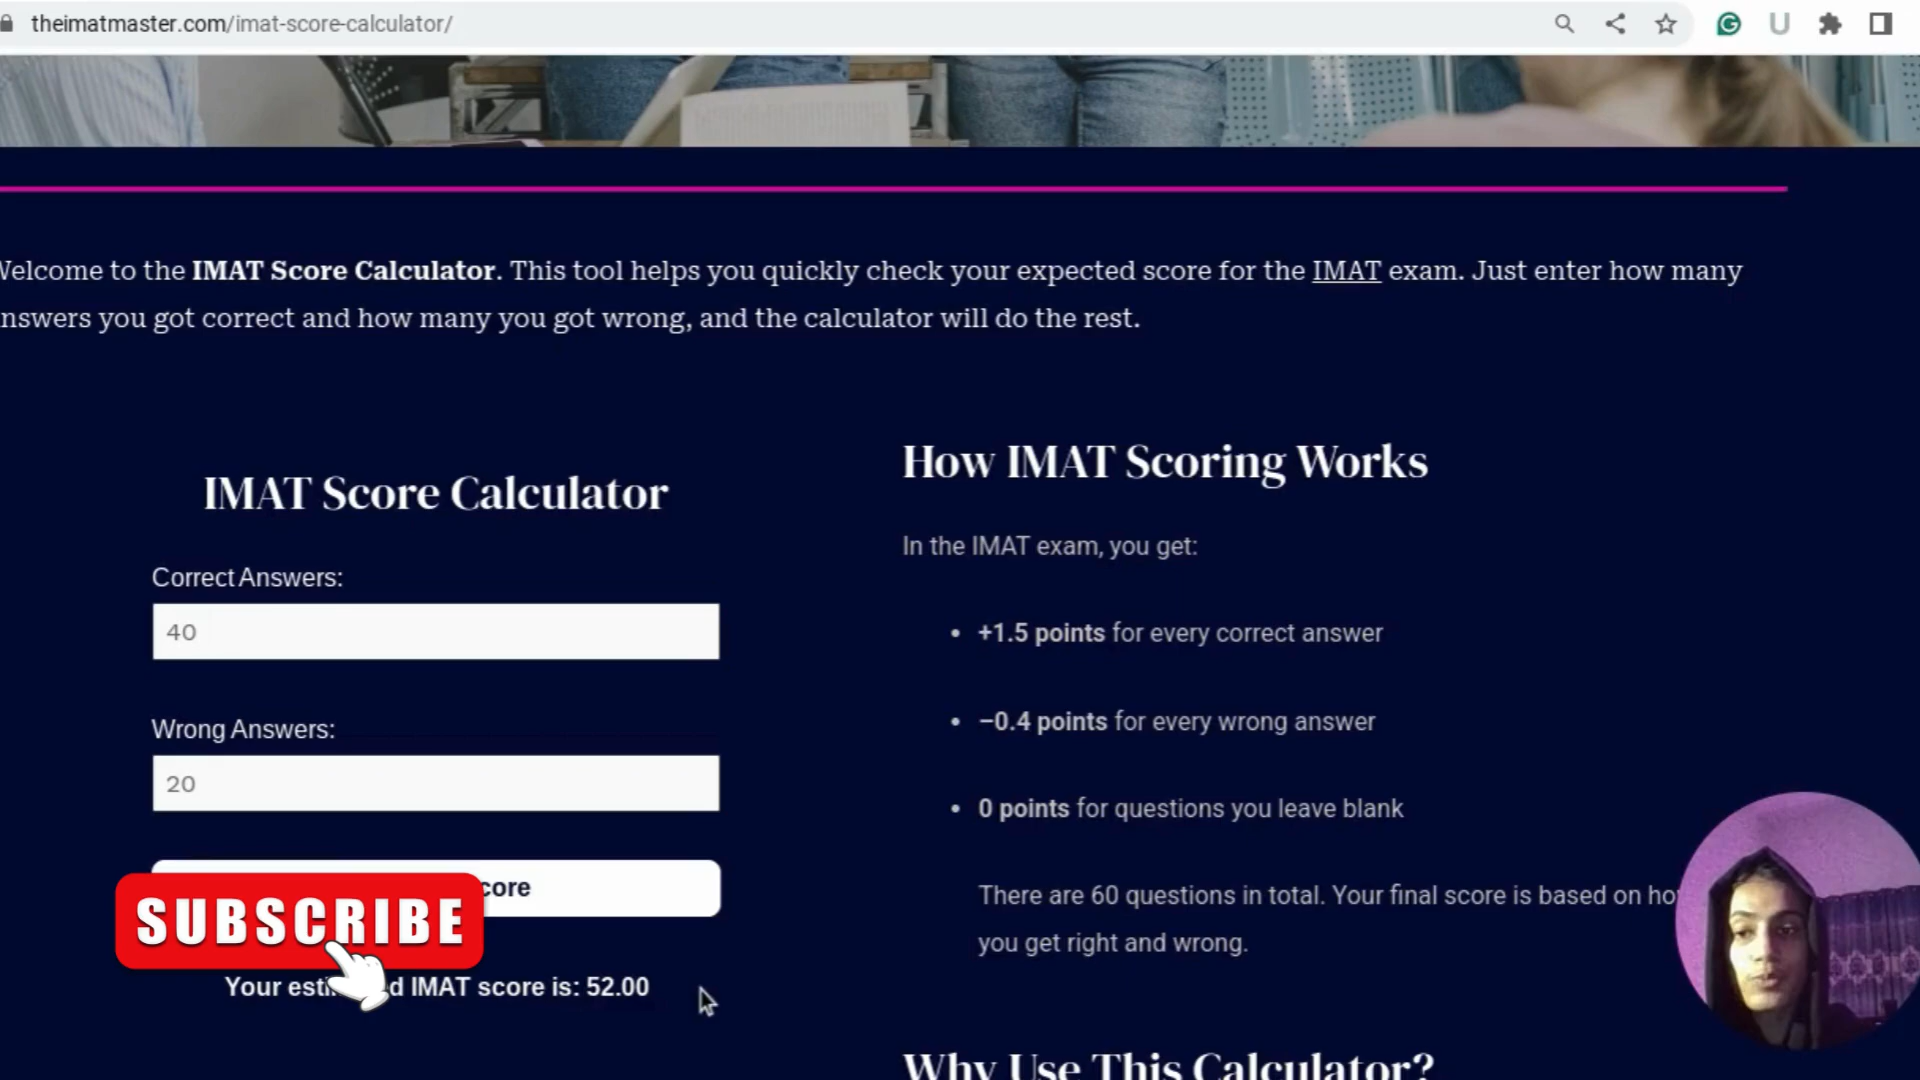 theimatmaster.com/imat-score-calculator/
Welcome to the IMAT Score Calculator. This tool helps you quickly check your expected score for the IMAT exam. Just enter how many
nswers you got correct and how many you got wrong, and the calculator will do the rest.
IMAT Score Calculator
Correct Answers:
40
Wrong Answers:
20
core
SUBSCRIBE
Your esti d IMAT score is: 52.00
How IMAT Scoring Works
In the IMAT exam, you get:
• +1.5 points for every correct answer
• −0.4 points for every wrong answer
• 0 points for questions you leave blank
There are 60 questions in total. Your final score is based on ho
you get right and wrong.
Why Use This Calculator?